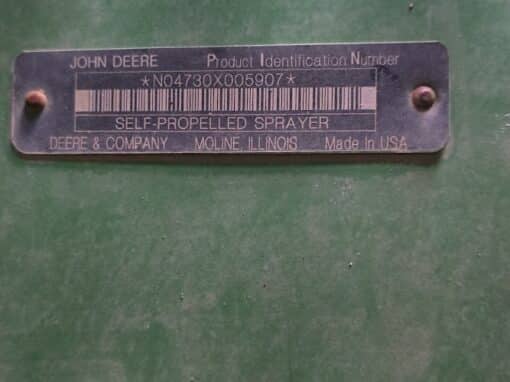 JOHN DEERE Product Identification Number
*N04730X005907*
SELF-PROPELLED SPRAYER
DEERE & COMPANY MOLINE, ILLINOIS Made In USA